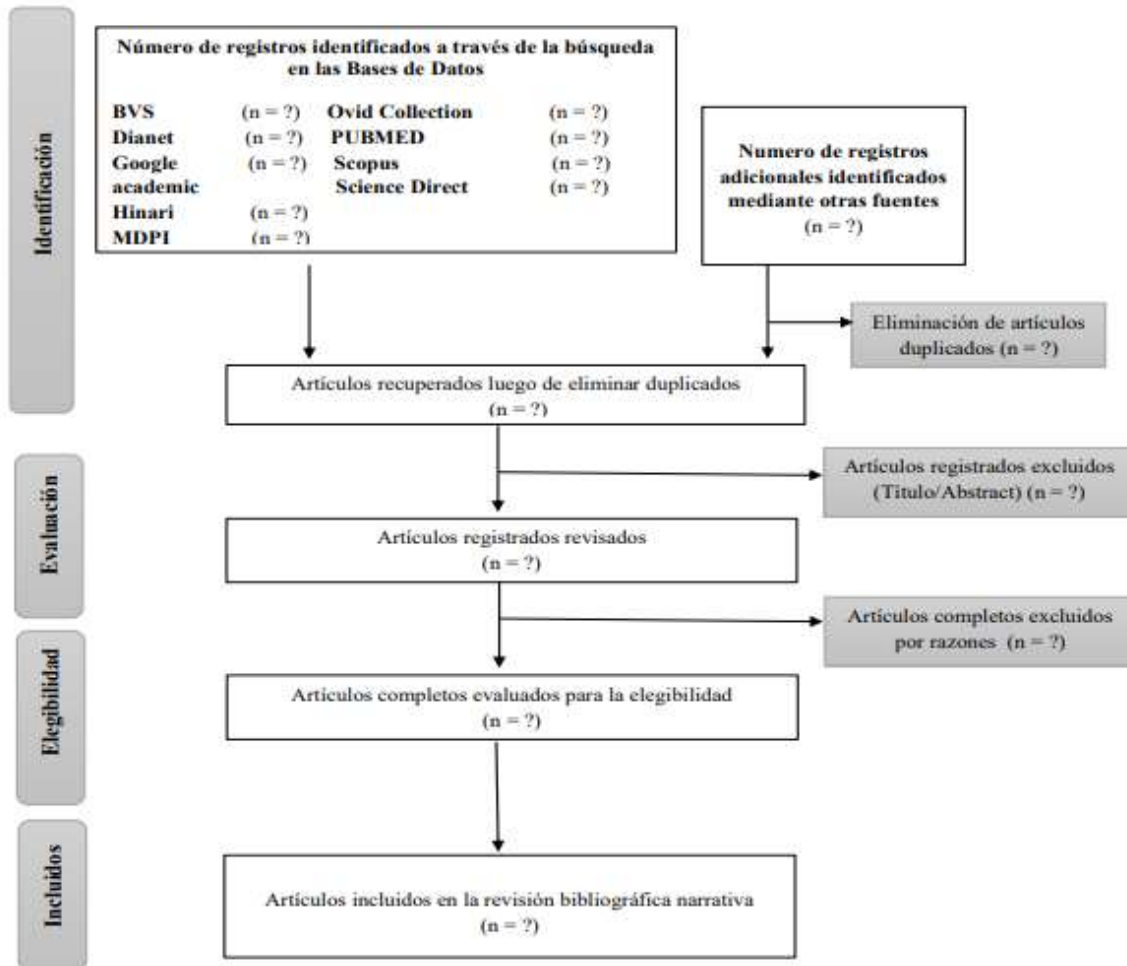 Identificación
Número de registros identificados a través de la búsqueda
en las Bases de Datos
BVS (n = ?) Ovid Collection (n = ?)
Dianet (n = ?) PUBMED (n = ?)
Google (n = ?) Scopus (n = ?)
academic Science Direct (n = ?)
Hinari (n = ?)
MDPI (n = ?)
Numero de registros
adicionales identificados
mediante otras fuentes
(n = ?)
Eliminación de artículos
duplicados (n = ?)
Artículos recuperados luego de eliminar duplicados
(n = ?)
Evaluación
Artículos registrados excluidos
(Titulo/Abstract) (n = ?)
Artículos registrados revisados
(n = ?)
Artículos completos excluidos
por razones (n = ?)
Elegibilidad
Artículos completos evaluados para la elegibilidad
(n = ?)
Incluidos
Artículos incluidos en la revisión bibliográfica narrativa
(n = ?)